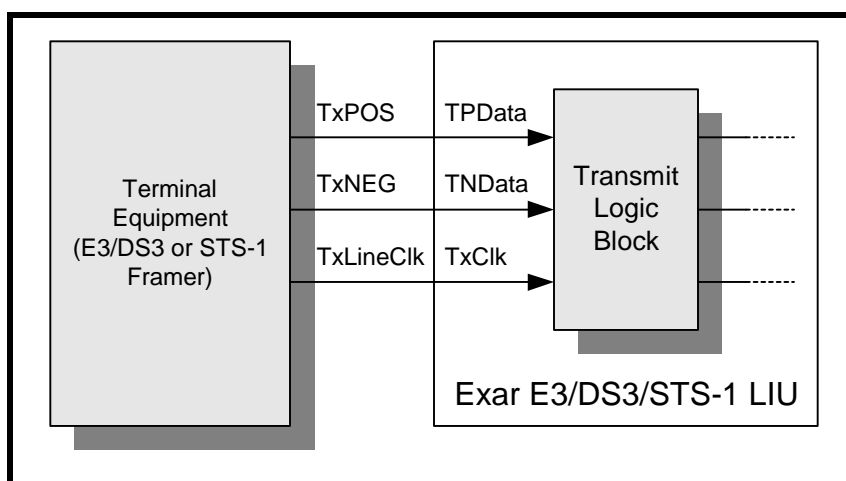 Terminal
Equipment
(E3/DS3 or STS-1
Framer)
TxPOS
TPData
TxNEG
TNData
TxLineClk
TxClk
Transmit
Logic
Block
Exar E3/DS3/STS-1 LIU